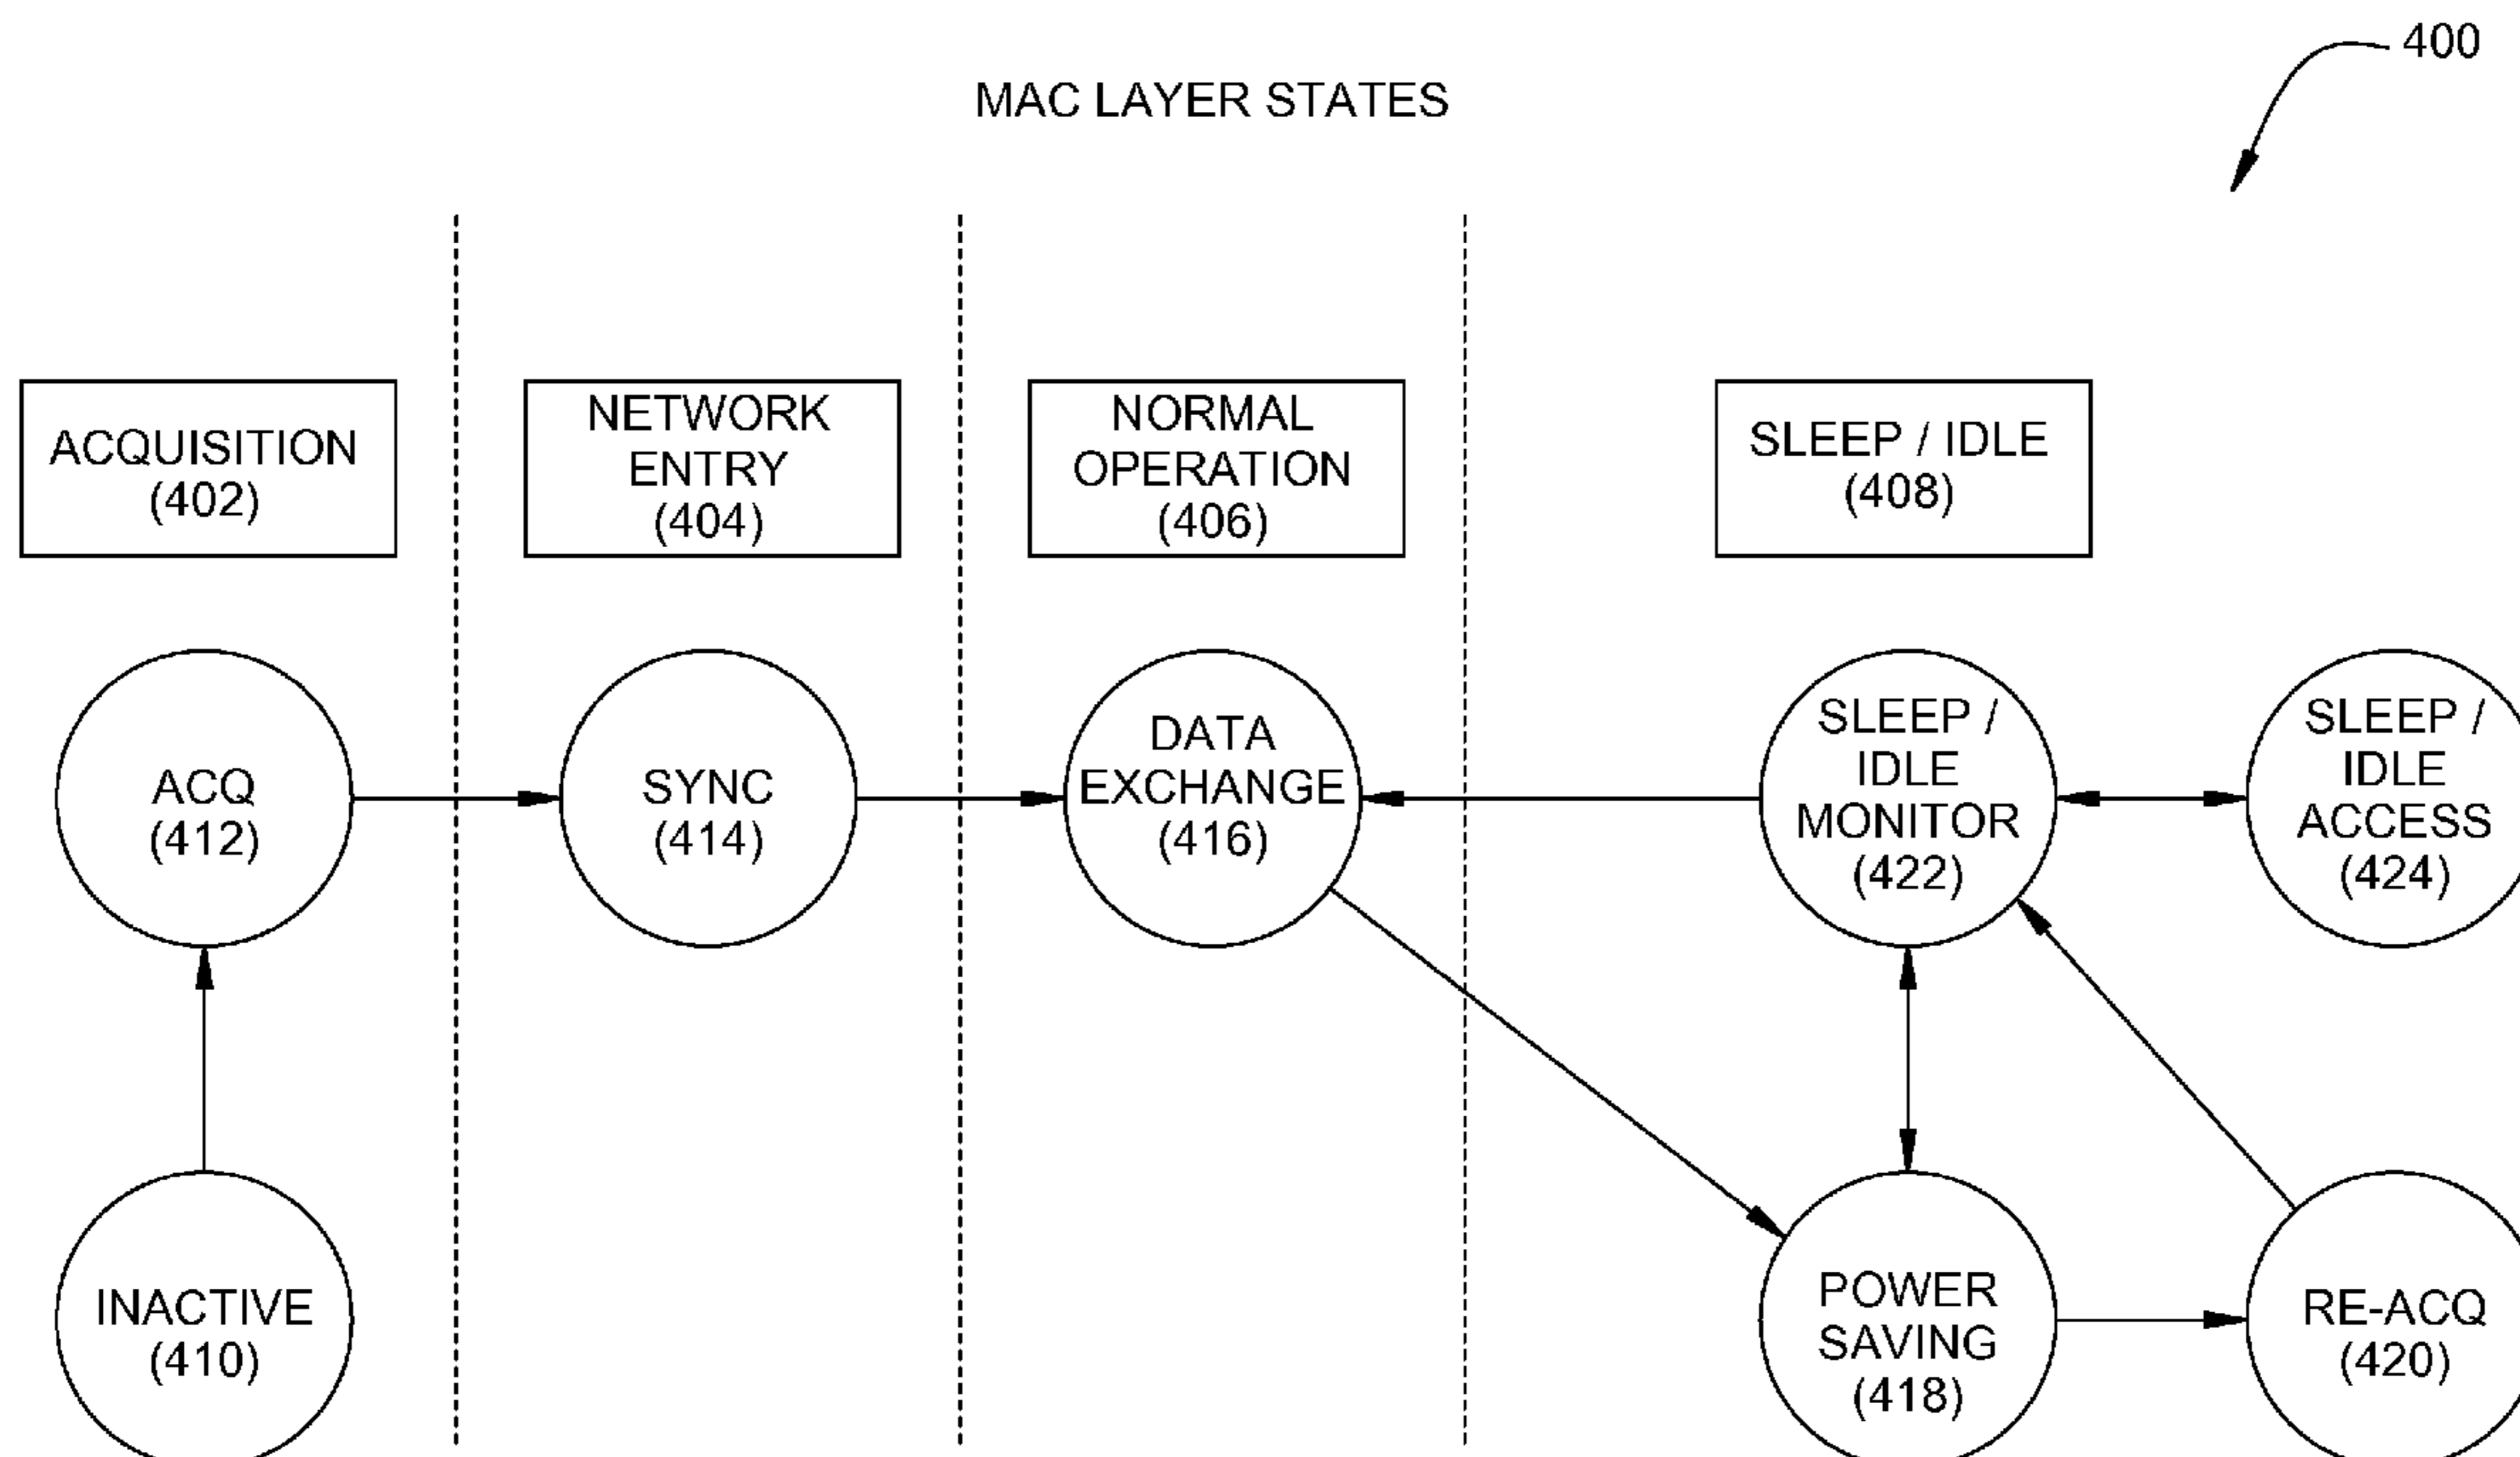 400
MAC LAYER STATES
ACQUISITION
(402)
NETWORK
ENTRY
(404)
NORMAL
OPERATION
(406)
SLEEP / IDLE
(408)
ACQ
(412)
SYNC
(414)
DATA
EXCHANGE
(416)
SLEEP /
IDLE
MONITOR
(422)
SLEEP /
IDLE
ACCESS
(424)
INACTIVE
(410)
POWER
SAVING
(418)
RE-ACQ
(420)